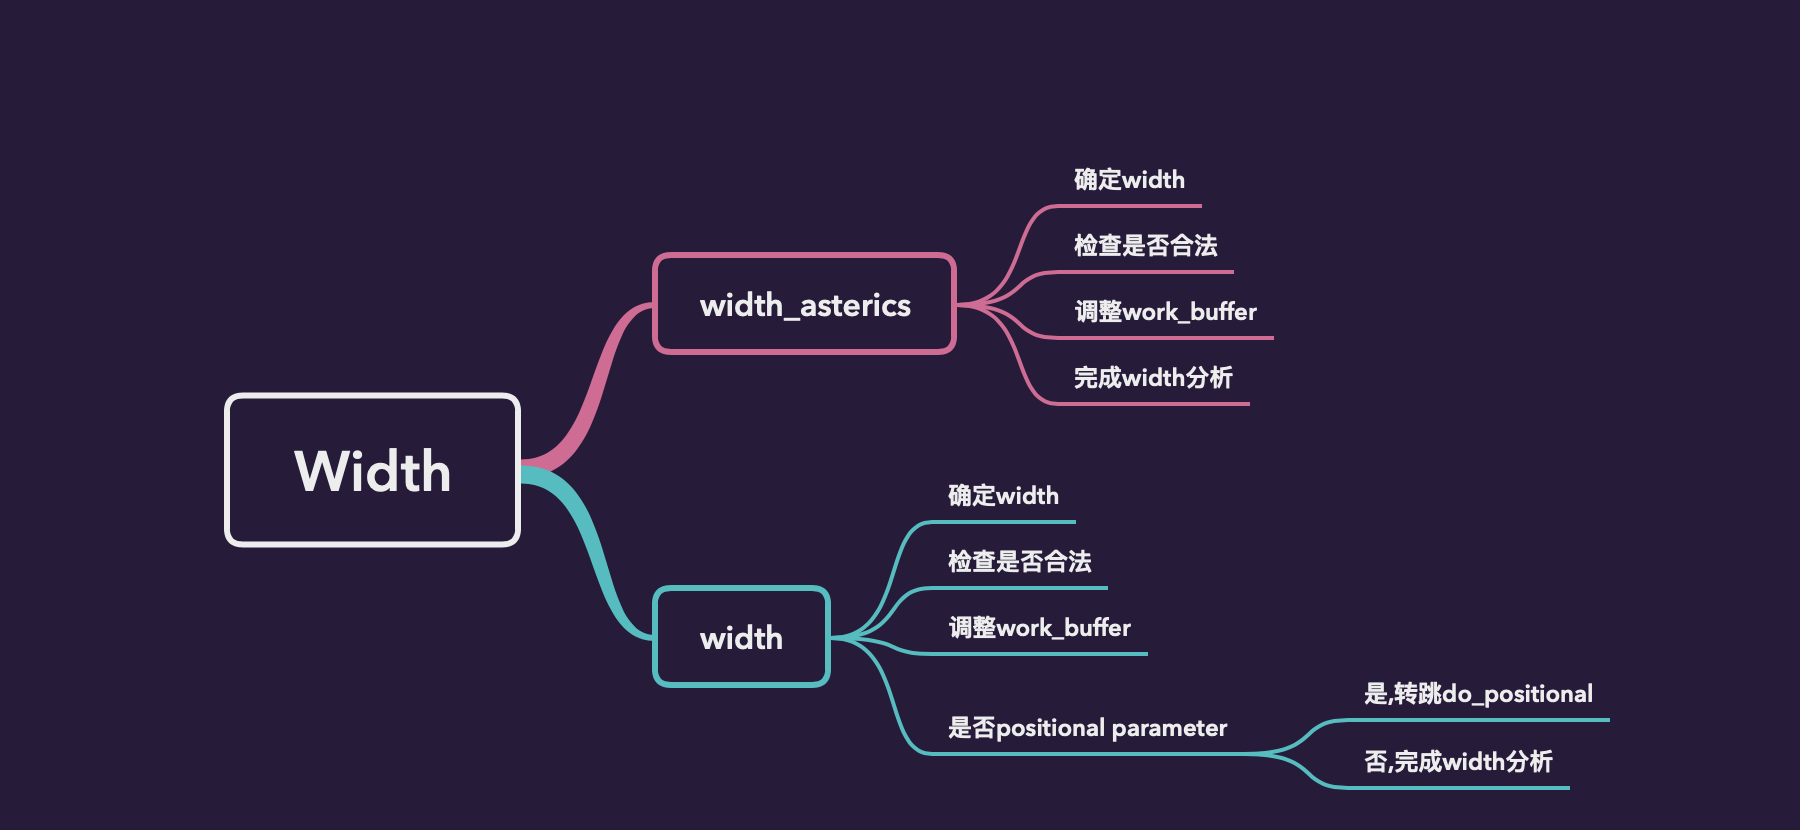 Width
width_asterics
确定width
检查是否合法
调整work_buffer
完成width分析
width
确定width
检查是否合法
调整work_buffer
是否positional parameter
是,转跳do_positional
否,完成width分析